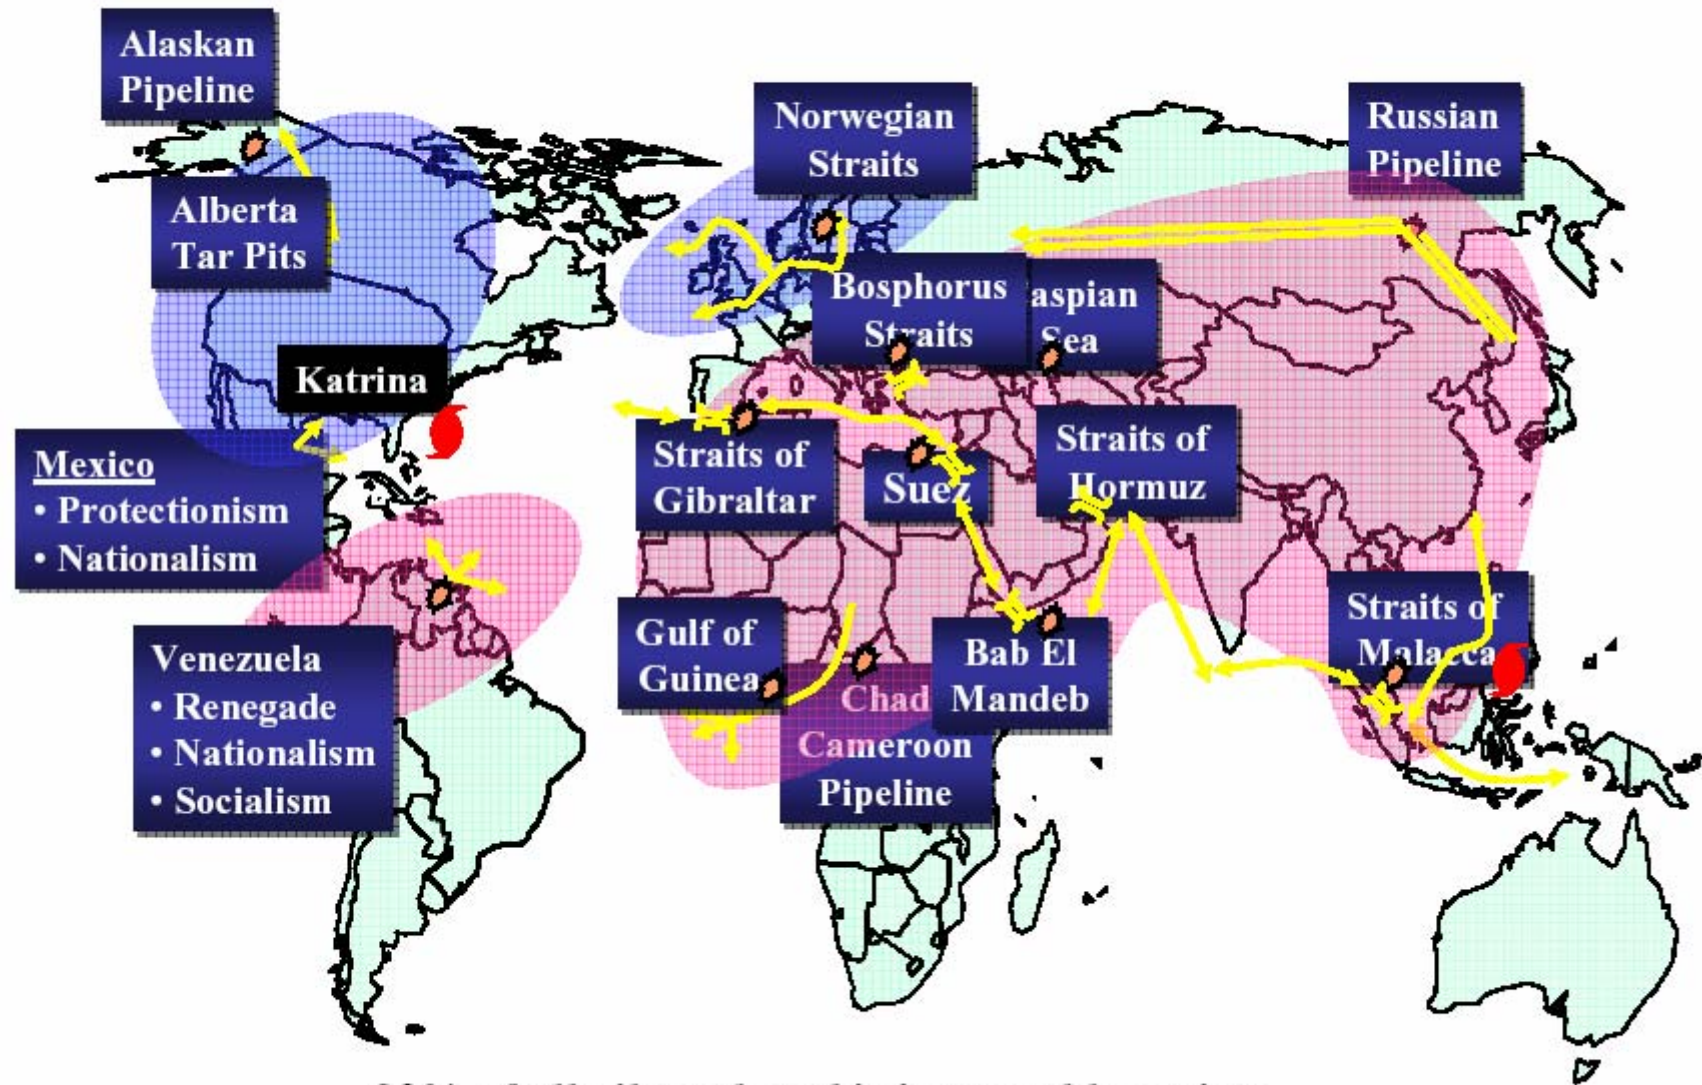 Alaskan
Pipeline
Norwegian
Straits
Russian
Pipeline
Alberta
Tar Pits
Bosphorus
Straits
aspian
Sea
Katrina
Straits of
Gibraltar
Suez
Straits of
Hormuz
Mexico
• Protectionism
• Nationalism
Straits of
Malacca
Gulf of
Guinea
Bab El
Mandeb
Venezuela
• Renegade
• Nationalism
• Socialism
Chad
Cameroon
Pipeline